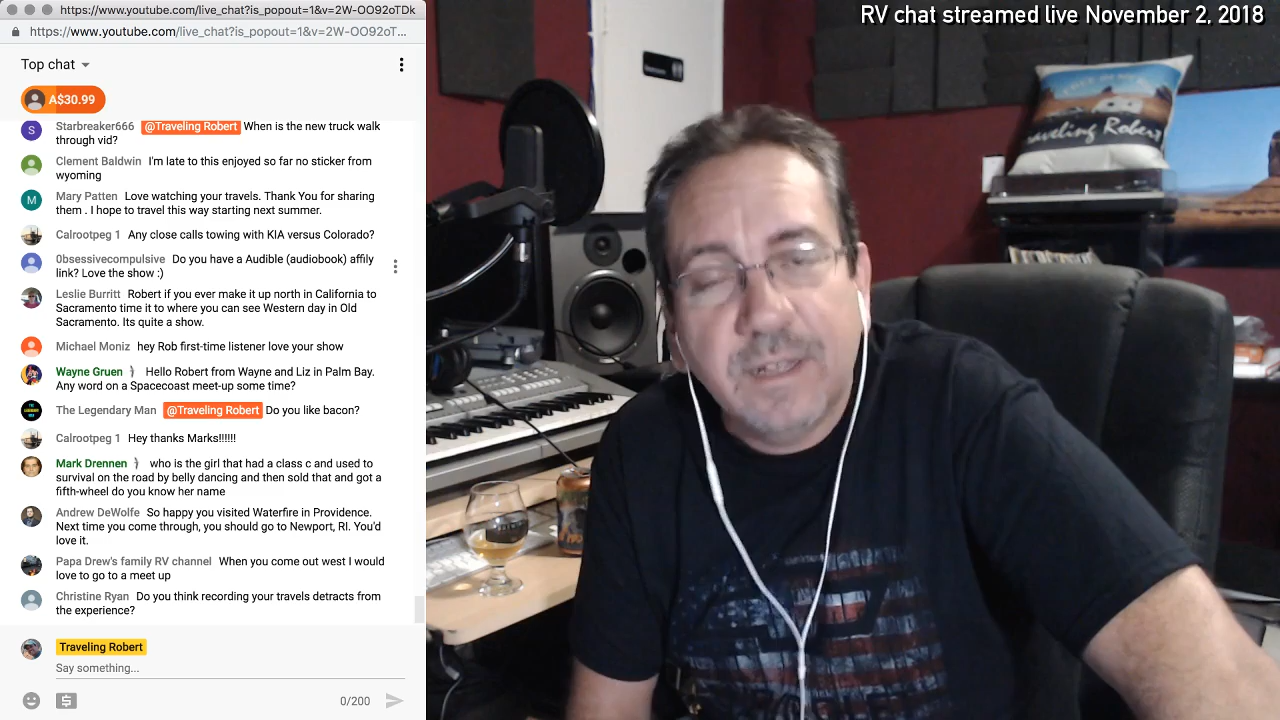 https://www.youtube.com/live_chat?is_popout=1&v=2W-OO92oTDk
RV chat streamed live November 2, 2018
https://www.youtube.com/live_chat?is_popout=1&v=2W-OO92oT...
Top chat
A$30.99
S Starbreaker666 @Traveling Robert When is the new truck walk
through vid?
Clement Baldwin I'm late to this enjoyed so far no sticker from
wyoming
M Mary Patten Love watching your travels. Thank You for sharing
them . I hope to travel this way starting next summer.
Calrootpeg 1 Any close calls towing with KIA versus Colorado?
0bsessivecompulsive Do you have a Audible (audiobook) affily
link? Love the show :)
Leslie Burritt Robert if you ever make it up north in California to
Sacramento time it to where you can see Western day in Old
Sacramento. Its quite a show.
Michael Moniz hey Rob first-time listener love your show
Wayne Gruen Hello Robert from Wayne and Liz in Palm Bay.
Any word on a Spacecoast meet-up some time?
The Legendary Man @Traveling Robert Do you like bacon?
Calrootpeg 1 Hey thanks Marks!!!!!!
Mark Drennen who is the girl that had a class c and used to
survival on the road by belly dancing and then sold that and got a
fifth-wheel do you know her name
Andrew DeWolfe So happy you visited Waterfire in Providence.
Next time you come through, you should go to Newport, RI. You'd
love it.
Papa Drew's family RV channel When you come out west I would
love to go to a meet up
Christine Ryan Do you think recording your travels detracts from
the experience?
Traveling Robert
Say something...
0/200
Traveling Robert